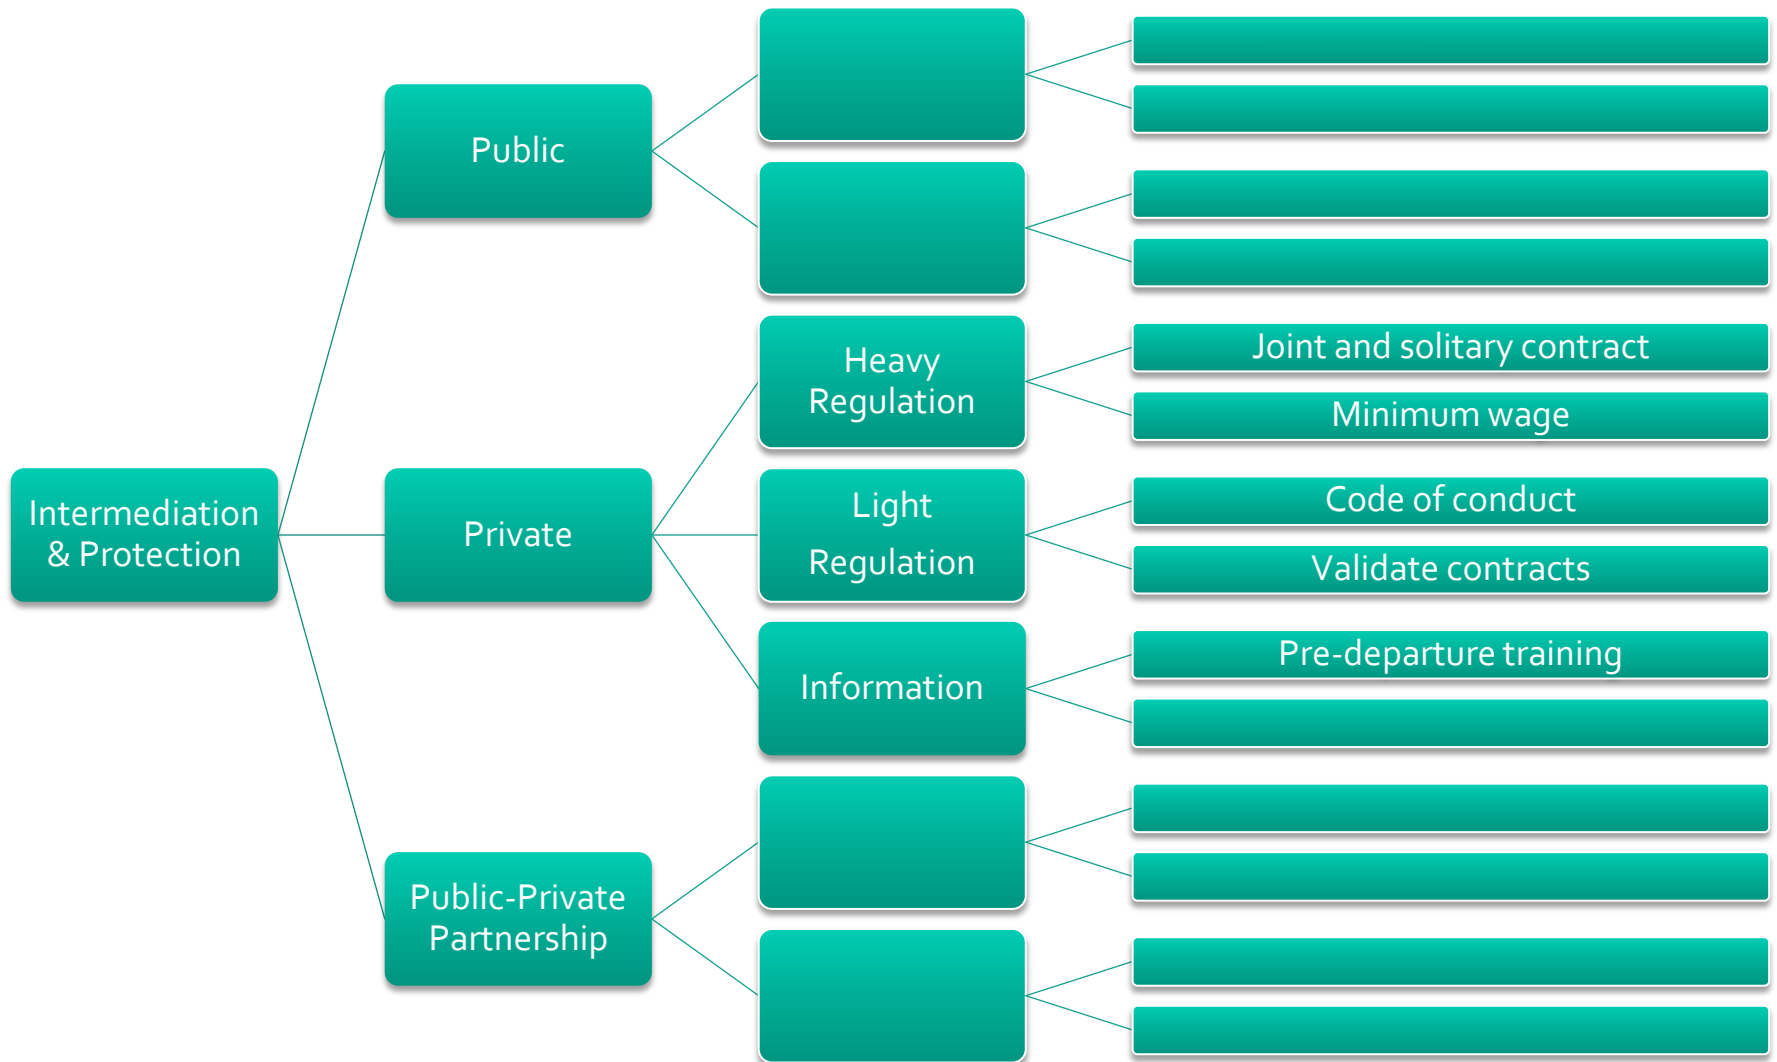 Intermediation
& Protection
Public
Private
Heavy
Regulation
Joint and solitary contract
Minimum wage
Light
Regulation
Code of conduct
Validate contracts
Information
Pre-departure training
Public-Private
Partnership